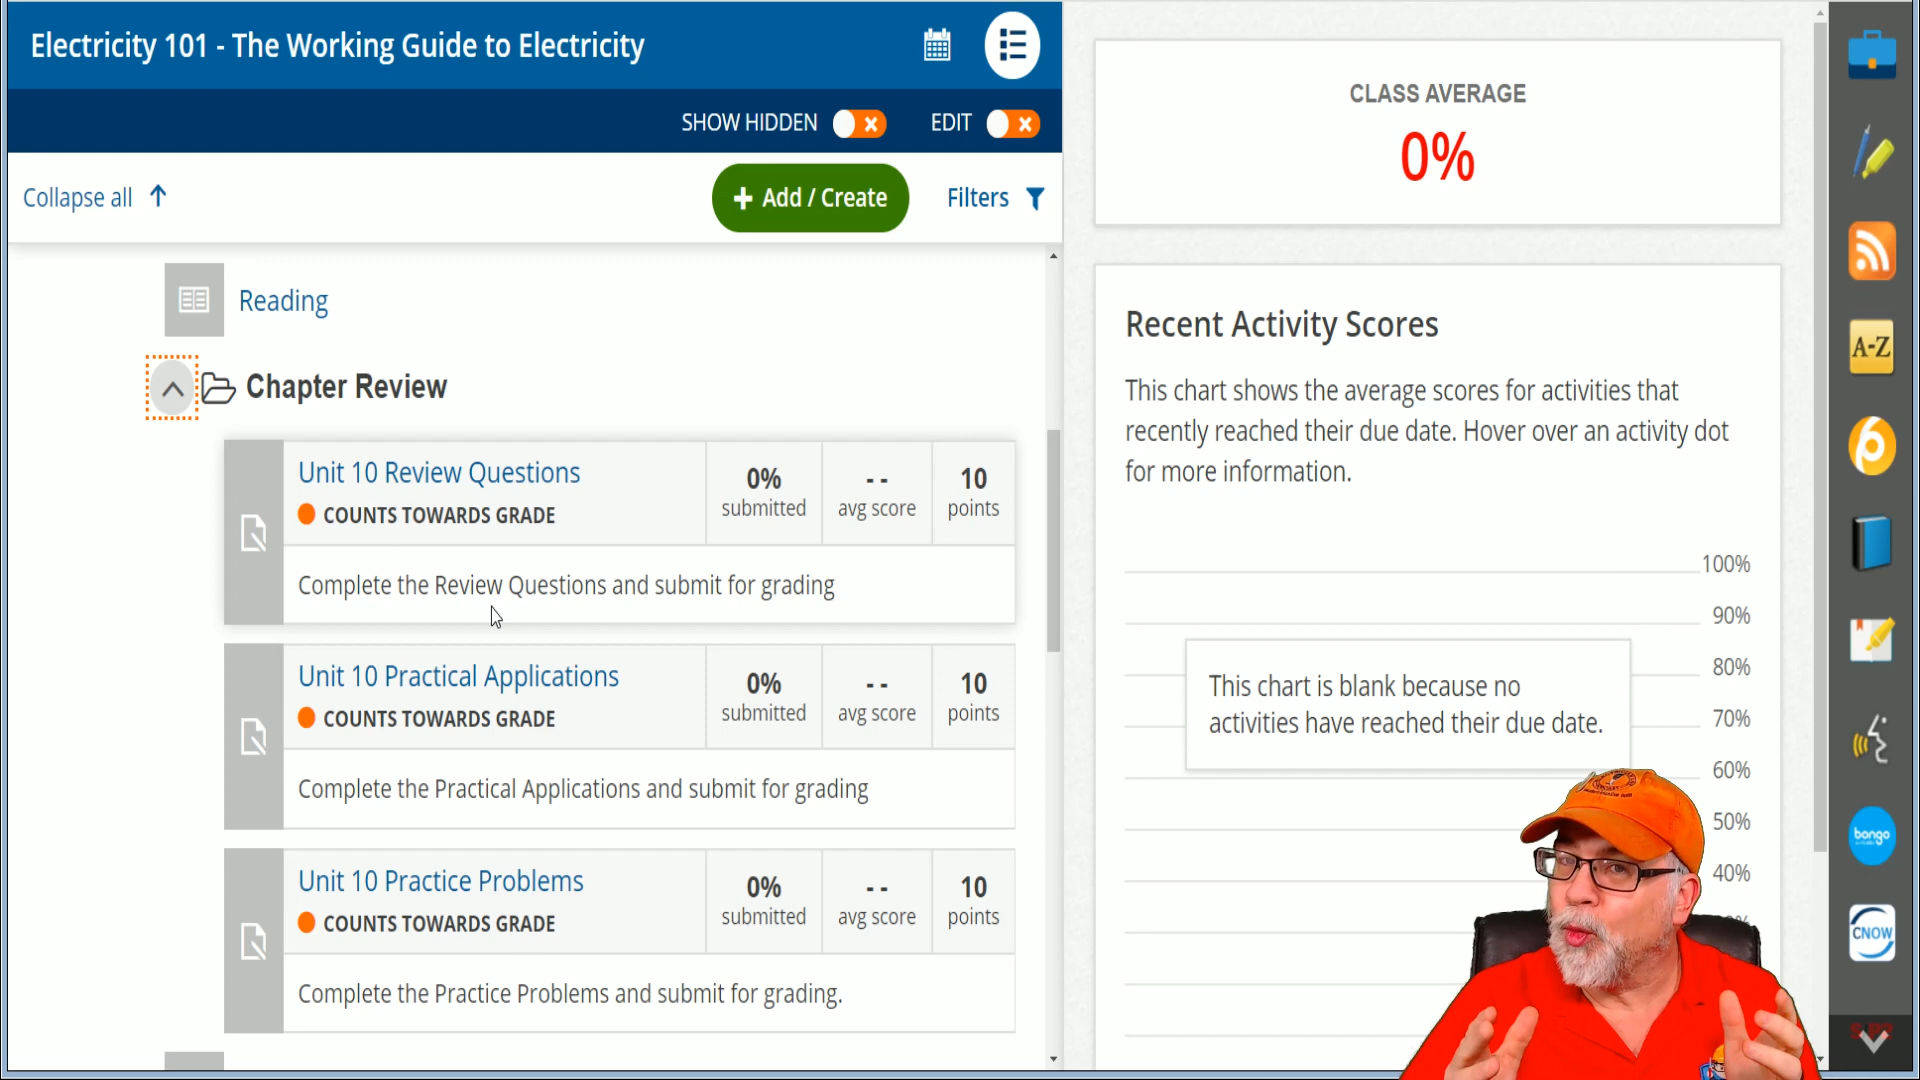 Electricity 101 - The Working Guide to Electricity
SHOW HIDDEN
EDIT
Collapse all
+ Add / Create
Filters
Reading
Chapter Review
Unit 10 Review Questions
COUNTS TOWARDS GRADE
0%
submitted
- -
avg score
10
points
Complete the Review Questions and submit for grading
Unit 10 Practical Applications
COUNTS TOWARDS GRADE
0%
submitted
- -
avg score
10
points
Complete the Practical Applications and submit for grading
Unit 10 Practice Problems
COUNTS TOWARDS GRADE
0%
submitted
- -
avg score
10
points
Complete the Practice Problems and submit for grading.
CLASS AVERAGE
0%
Recent Activity Scores
This chart shows the average scores for activities that
recently reached their due date. Hover over an activity dot
for more information.
100%
90%
80%
70%
60%
50%
40%
This chart is blank because no
activities have reached their due date.
A-Z
bongo
CNOW